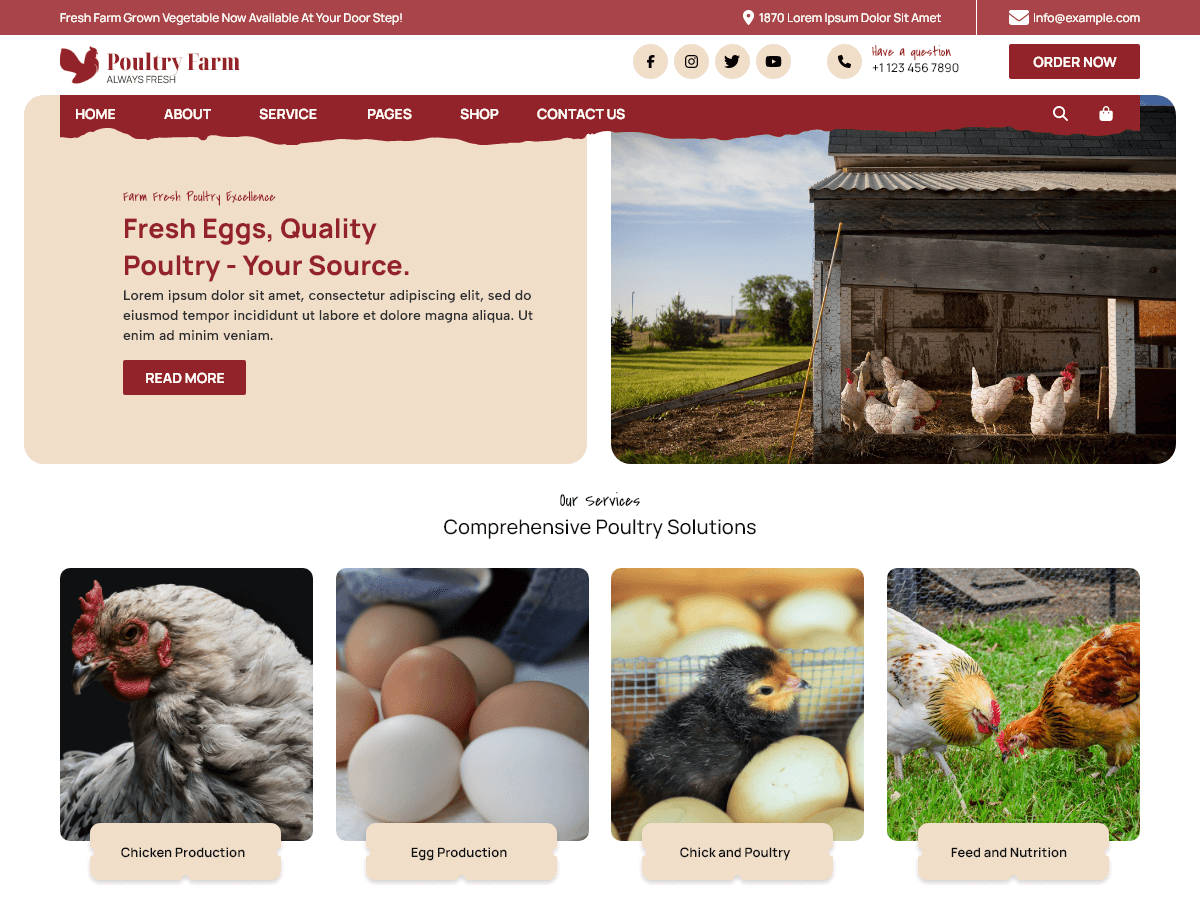 Fresh Farm Grown Vegetable Now Available At Your Door Step!
1870 Lorem Ipsum Dolor Sit Amet
Info@example.com
Poultry Farm
ALWAYS FRESH
Have a question
+1 123 456 7890
ORDER NOW
HOME ABOUT SERVICE PAGES SHOP CONTACT US
Farm Fresh Poultry Excellence
Fresh Eggs, Quality
Poultry - Your Source.
Lorem ipsum dolor sit amet, consectetur adipiscing elit, sed do
eiusmod tempor incididunt ut labore et dolore magna aliqua. Ut
enim ad minim veniam.
READ MORE
Our Services
Comprehensive Poultry Solutions
Chicken Production
Egg Production
Chick and Poultry
Feed and Nutrition